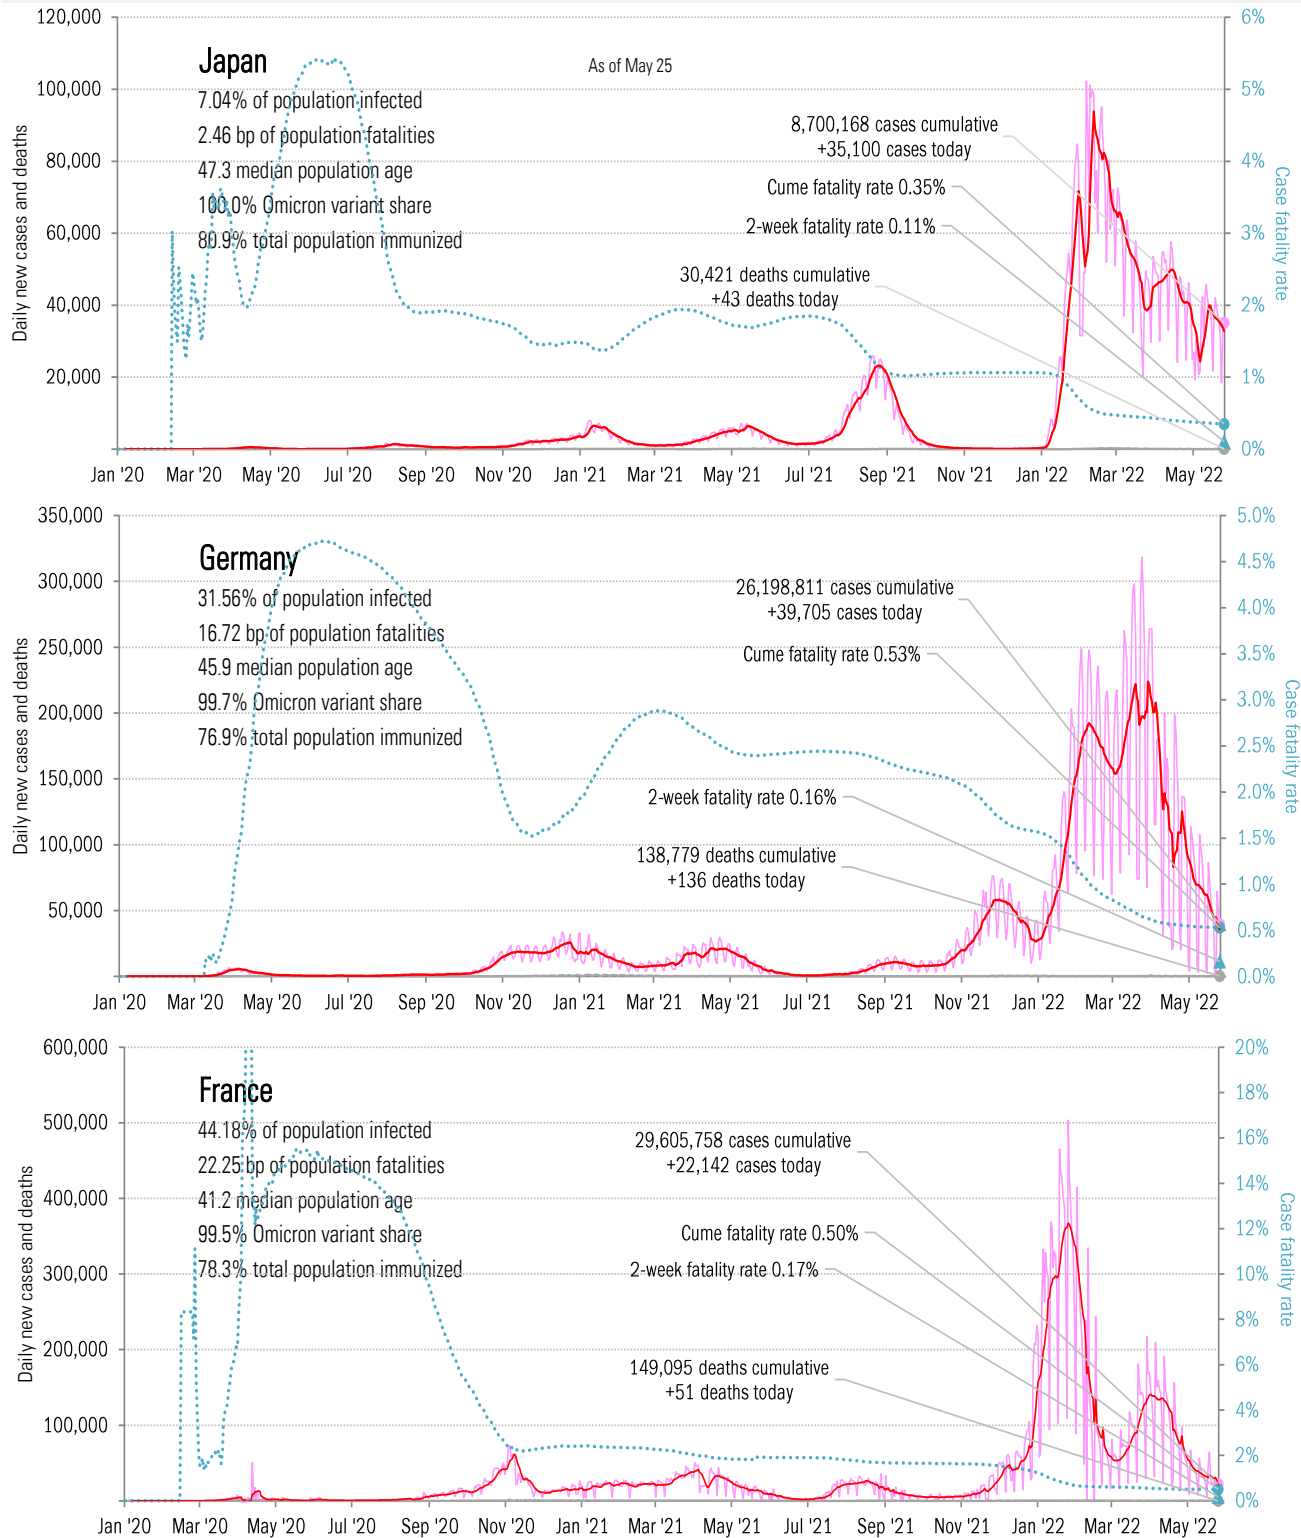 Japan
As of May 25
7.04% of population infected
2.46 bp of population fatalities
47.3 median population age
100.0% Omicron variant share
80.9% total population immunized
8,700,168 cases cumulative
+35,100 cases today
Cume fatality rate 0.35%
2-week fatality rate 0.11%
30,421 deaths cumulative
+43 deaths today
Daily new cases and deaths
120,000
100,000
80,000
60,000
40,000
20,000
-
6%
5%
4%
3%
2%
1%
0%
Case fatality rate
Jan '20 Mar '20 May '20 Jul '20 Sep '20 Nov '20 Jan '21 Mar '21 May '21 Jul '21 Sep '21 Nov '21 Jan '22 Mar '22 May '22
Germany
31.56% of population infected
16.72 bp of population fatalities
45.9 median population age
99.7% Omicron variant share
76.9% total population immunized
26,198,811 cases cumulative
+39,705 cases today
Cume fatality rate 0.53%
2-week fatality rate 0.16%
138,779 deaths cumulative
+136 deaths today
Daily new cases and deaths
350,000
300,000
250,000
200,000
150,000
100,000
50,000
-
5.0%
4.5%
4.0%
3.5%
3.0%
2.5%
2.0%
1.5%
1.0%
0.5%
0.0%
Case fatality rate
Jan '20 Mar '20 May '20 Jul '20 Sep '20 Nov '20 Jan '21 Mar '21 May '21 Jul '21 Sep '21 Nov '21 Jan '22 Mar '22 May '22
France
44.18% of population infected
22.25 bp of population fatalities
41.2 median population age
99.5% Omicron variant share
78.3% total population immunized
29,605,758 cases cumulative
+22,142 cases today
Cume fatality rate 0.50%
2-week fatality rate 0.17%
149,095 deaths cumulative
+51 deaths today
Daily new cases and deaths
600,000
500,000
400,000
300,000
200,000
100,000
-
20%
18%
16%
14%
12%
10%
8%
6%
4%
2%
0%
Case fatality rate
Jan '20 Mar '20 May '20 Jul '20 Sep '20 Nov '20 Jan '21 Mar '21 May '21 Jul '21 Sep '21 Nov '21 Jan '22 Mar '22 May '22